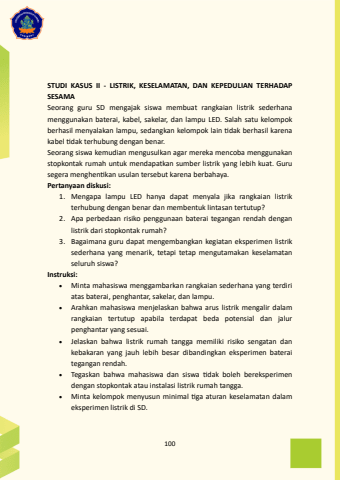 STUDI KASUS II - LISTRIK, KESELAMATAN, DAN KEPEDULIAN TERHADAP
SESAMA
Seorang guru SD mengajak siswa membuat rangkaian listrik sederhana
menggunakan baterai, kabel, sakelar, dan lampu LED. Salah satu kelompok
berhasil menyalakan lampu, sedangkan kelompok lain tidak berhasil karena
kabel tidak terhubung dengan benar.
Seorang siswa kemudian mengusulkan agar mereka mencoba menggunakan
stopkontak rumah untuk mendapatkan sumber listrik yang lebih kuat. Guru
segera menghentikan usulan tersebut karena berbahaya.
Pertanyaan diskusi:
1. Mengapa lampu LED hanya dapat menyala jika rangkaian listrik
terhubung dengan benar dan membentuk lintasan tertutup?
2. Apa perbedaan risiko penggunaan baterai tegangan rendah dengan
listrik dari stopkontak rumah?
3. Bagaimana guru dapat mengembangkan kegiatan eksperimen listrik
sederhana yang menarik, tetapi tetap mengutamakan keselamatan
seluruh siswa?
Instruksi:
• Minta mahasiswa menggambarkan rangkaian sederhana yang terdiri
atas baterai, penghantar, sakelar, dan lampu.
• Arahkan mahasiswa menjelaskan bahwa arus listrik mengalir dalam
rangkaian tertutup apabila terdapat beda potensial dan jalur
penghantar yang sesuai.
• Jelaskan bahwa listrik rumah tangga memiliki risiko sengatan dan
kebakaran yang jauh lebih besar dibandingkan eksperimen baterai
tegangan rendah.
• Tegaskan bahwa mahasiswa dan siswa tidak boleh bereksperimen
dengan stopkontak atau instalasi listrik rumah tangga.
• Minta kelompok menyusun minimal tiga aturan keselamatan dalam
eksperimen listrik di SD.
100